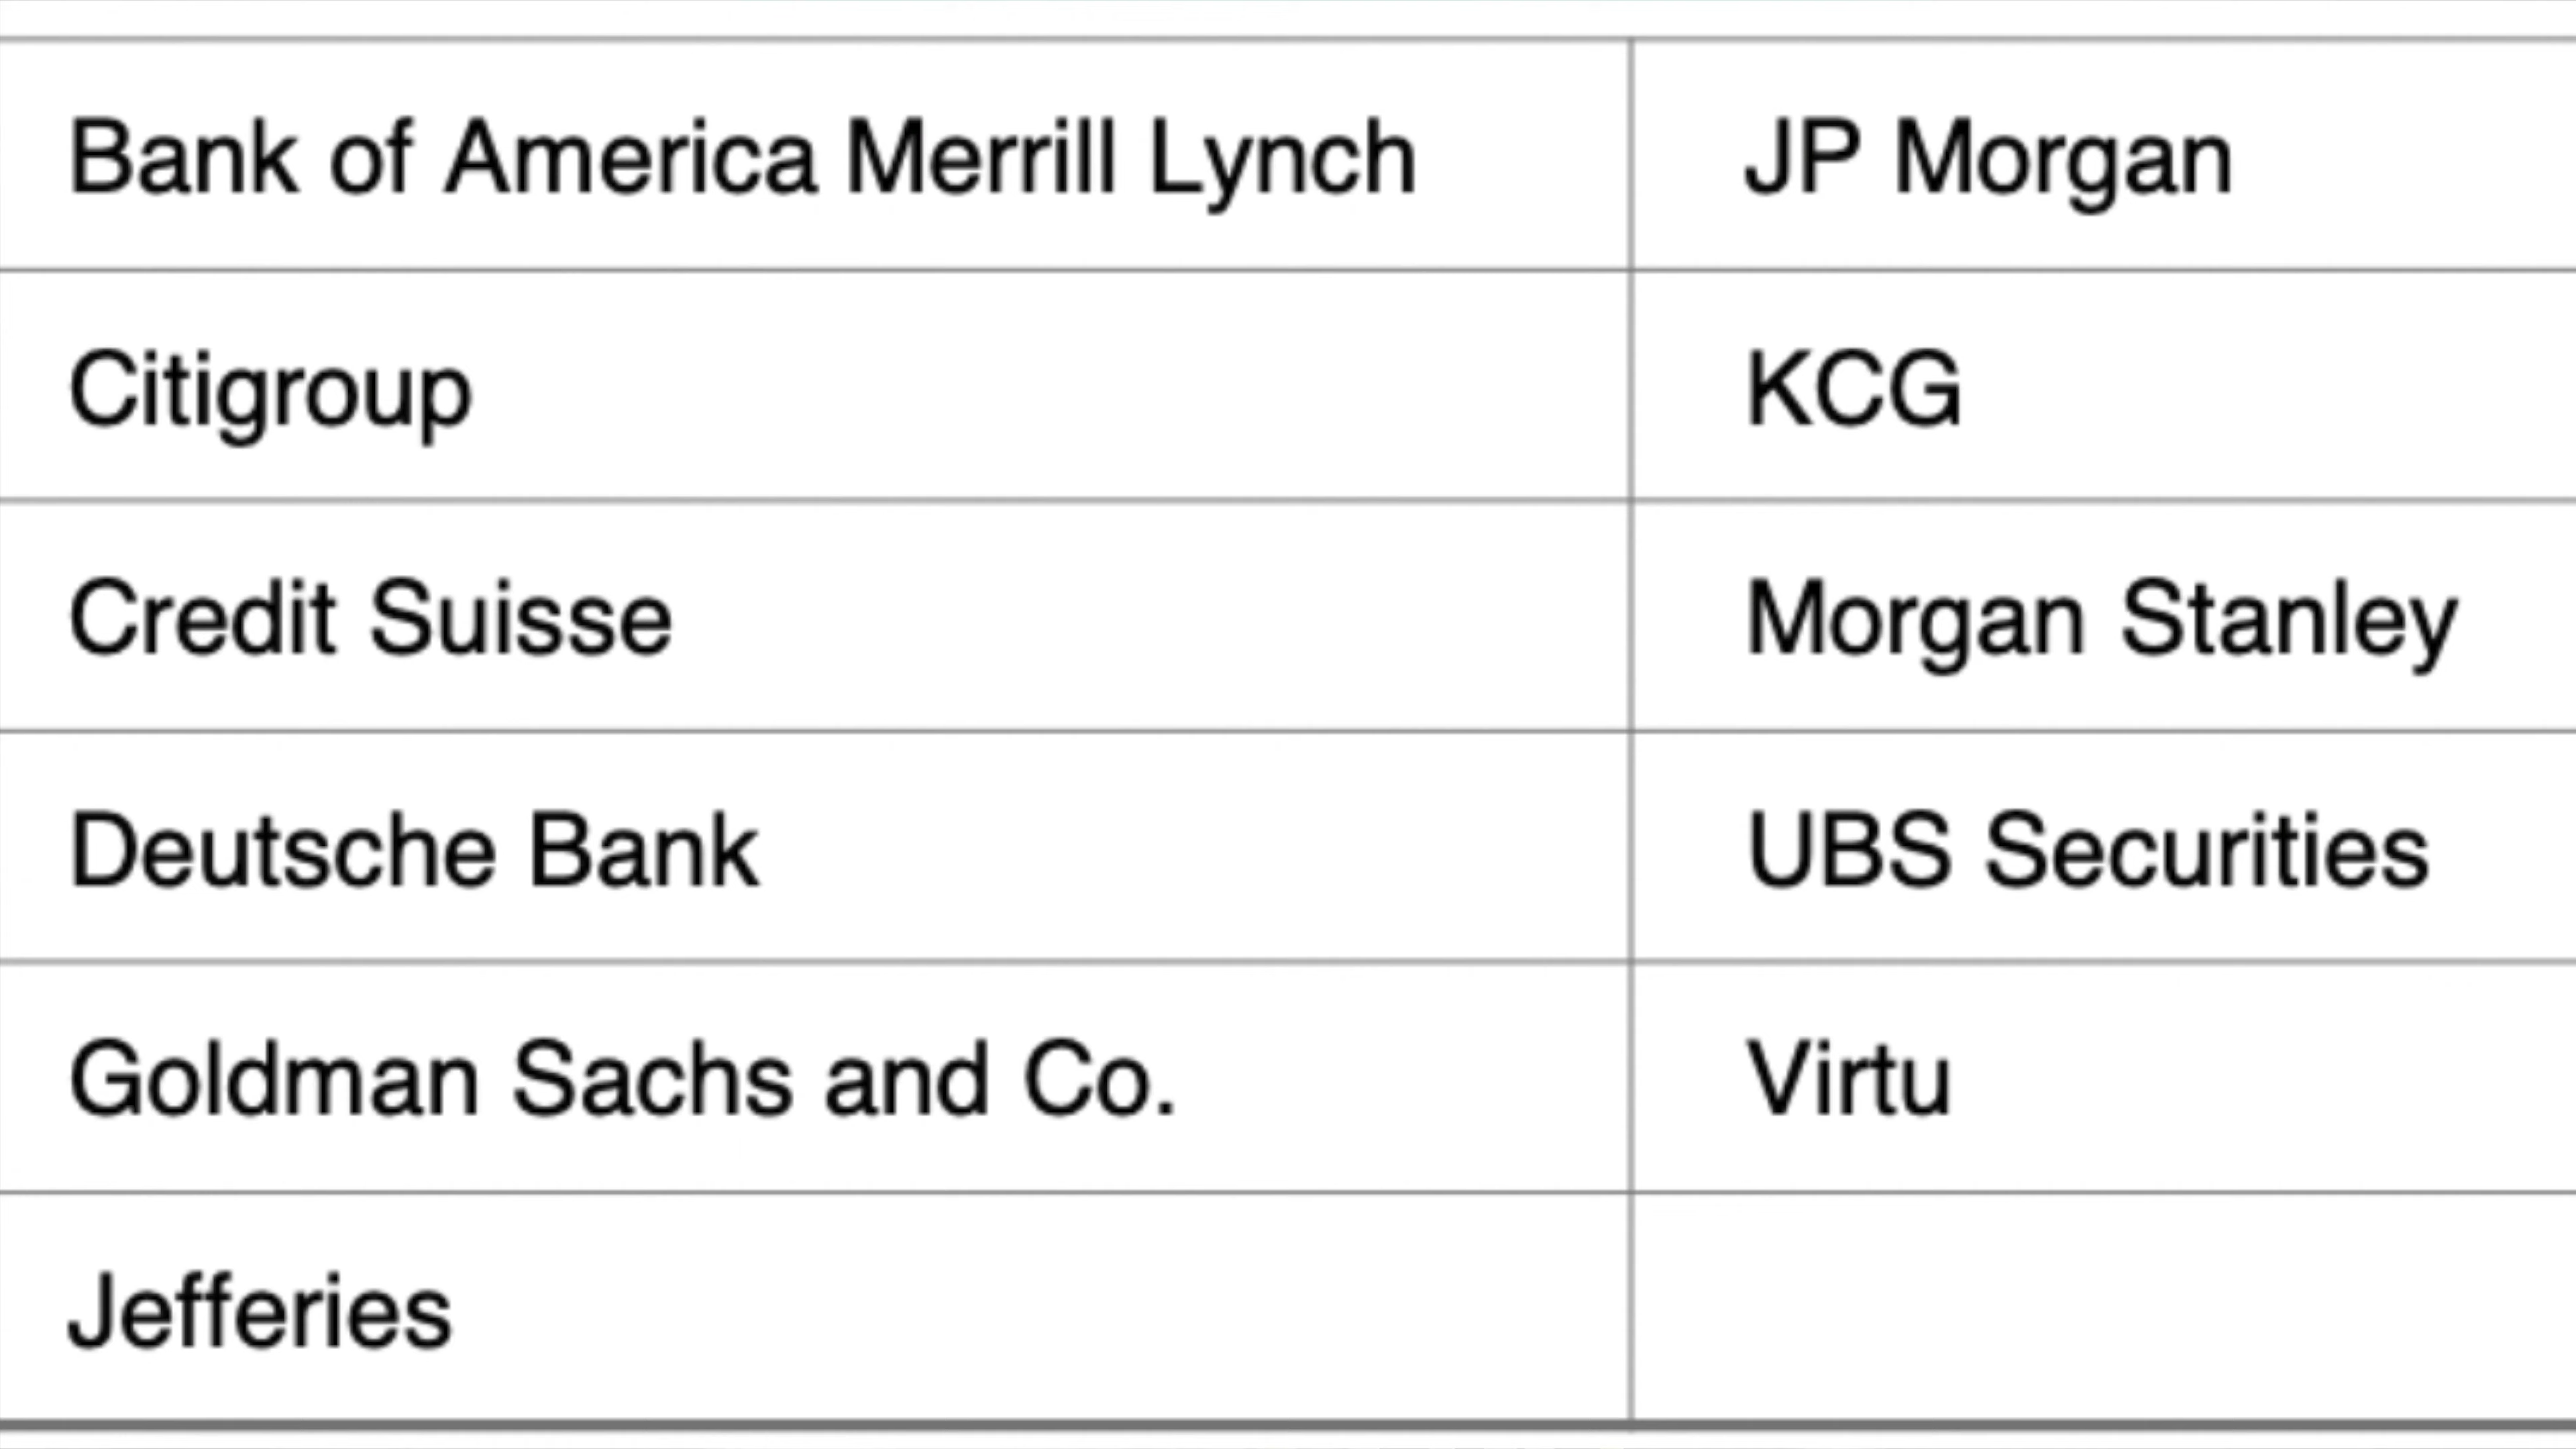 Bank of America Merrill Lynch
JP Morgan
Citigroup
KCG
Credit Suisse
Morgan Stanley
Deutsche Bank
UBS Securities
Goldman Sachs and Co.
Virtu
Jefferies